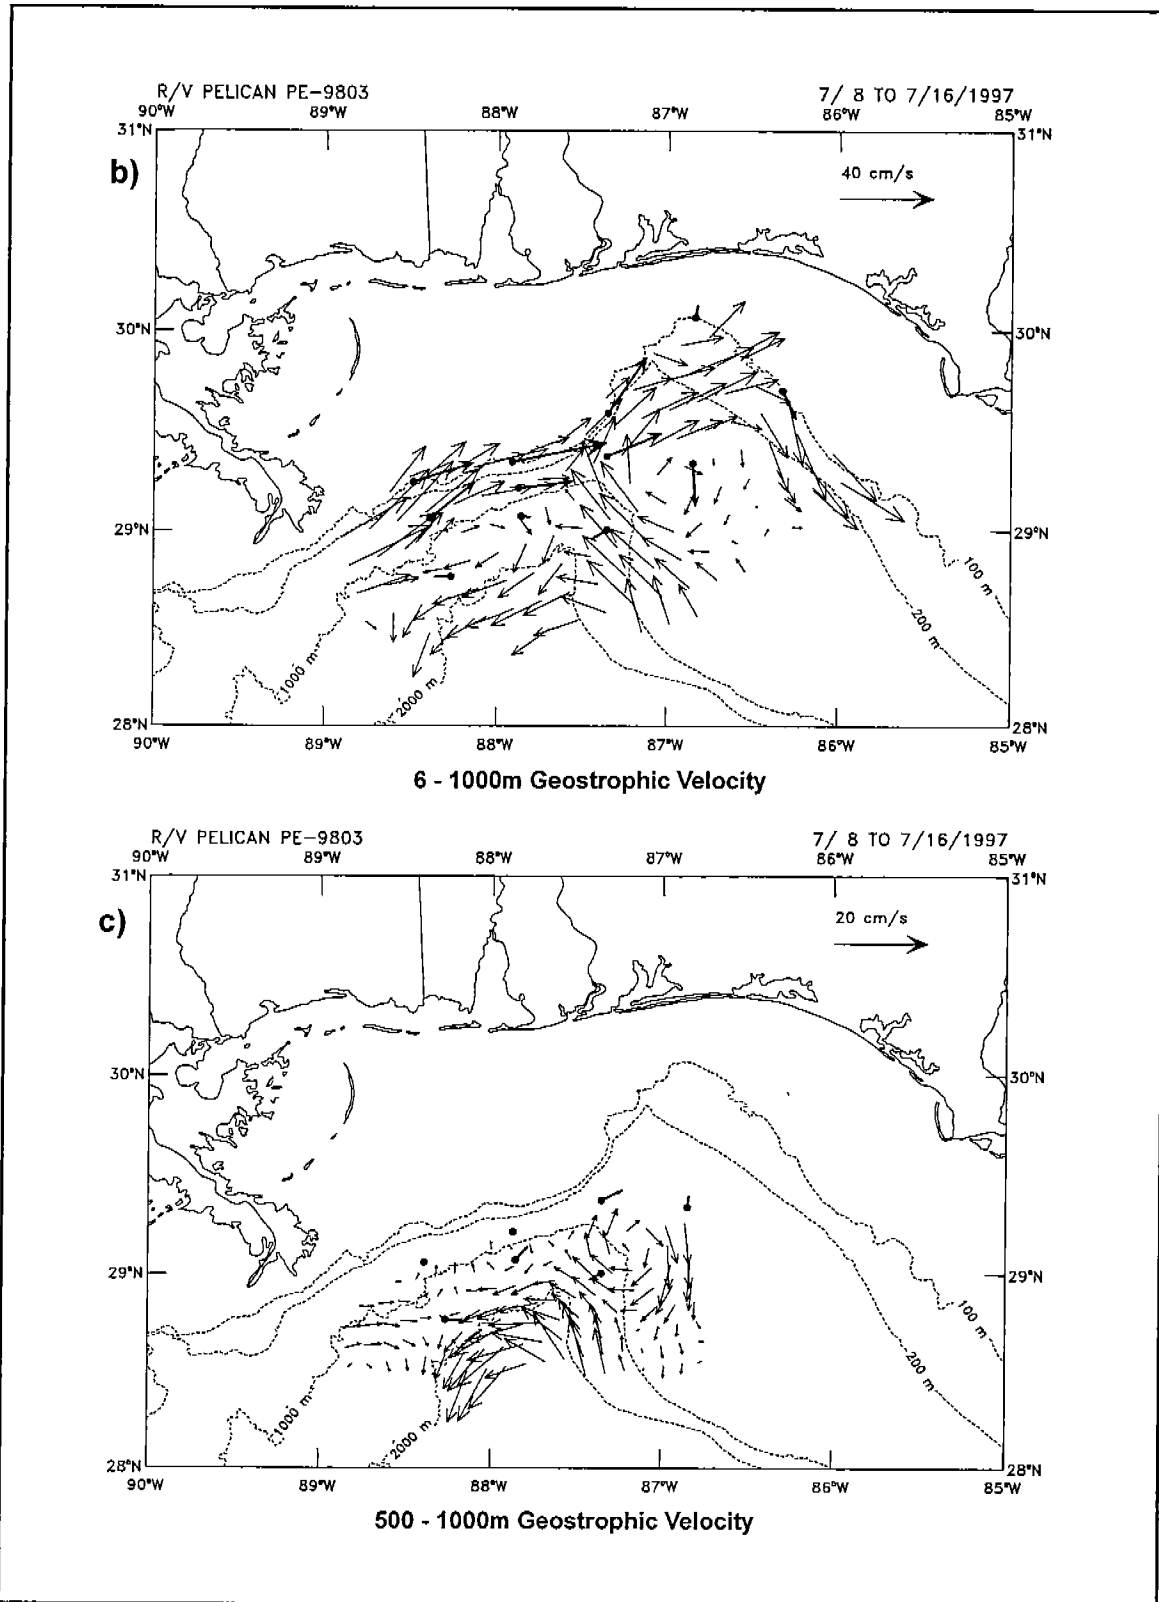 R/V PELICAN PE-9803
7/ 8 TO 7/16/1997
90°W 89°W 88°W 87°W 86°W 85°W
31°N 31°N
b)
40 cm/s
30°N 30°N
29°N 29°N
100 m
200 m
1000 m
2000 m
28°N 28°N
90°W 89°W 88°W 87°W 86°W 85°W
6 - 1000m Geostrophic Velocity
R/V PELICAN PE-9803
7/ 8 TO 7/16/1997
90°W 89°W 88°W 87°W 86°W 85°W
31°N 31°N
c)
20 cm/s
30°N 30°N
29°N 29°N
100 m
200 m
1000 m
2000 m
28°N 28°N
90°W 89°W 88°W 87°W 86°W 85°W
500 - 1000m Geostrophic Velocity